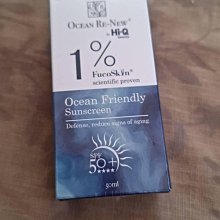 OCEAN RE-NEW®
by Hi-Q
1%
FucoSkin®
scientific proven
Ocean Friendly
Sunscreen
Defense, reduce signs of aging
SPF
50+
★★★★
50ml